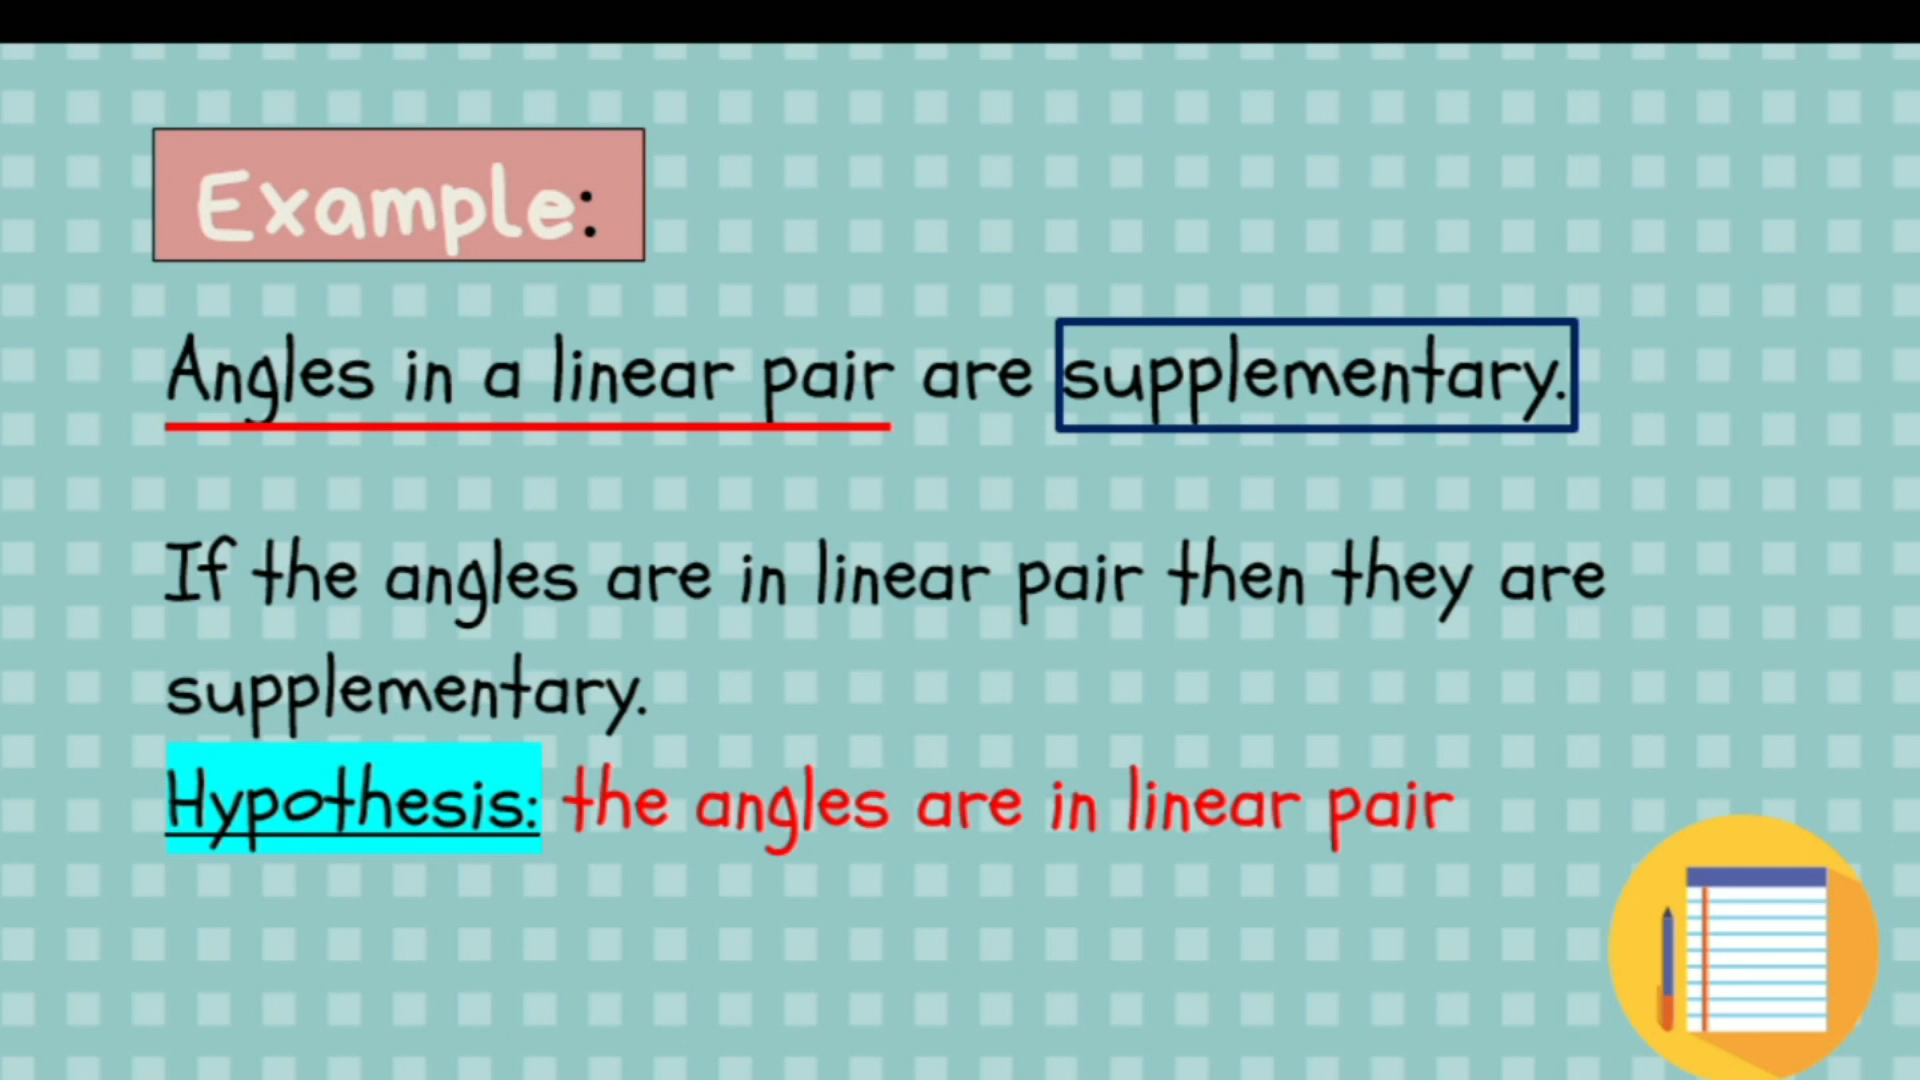 Example:
Angles in a linear pair are supplementary.
If the angles are in linear pair then they are
supplementary.
Hypothesis: the angles are in linear pair